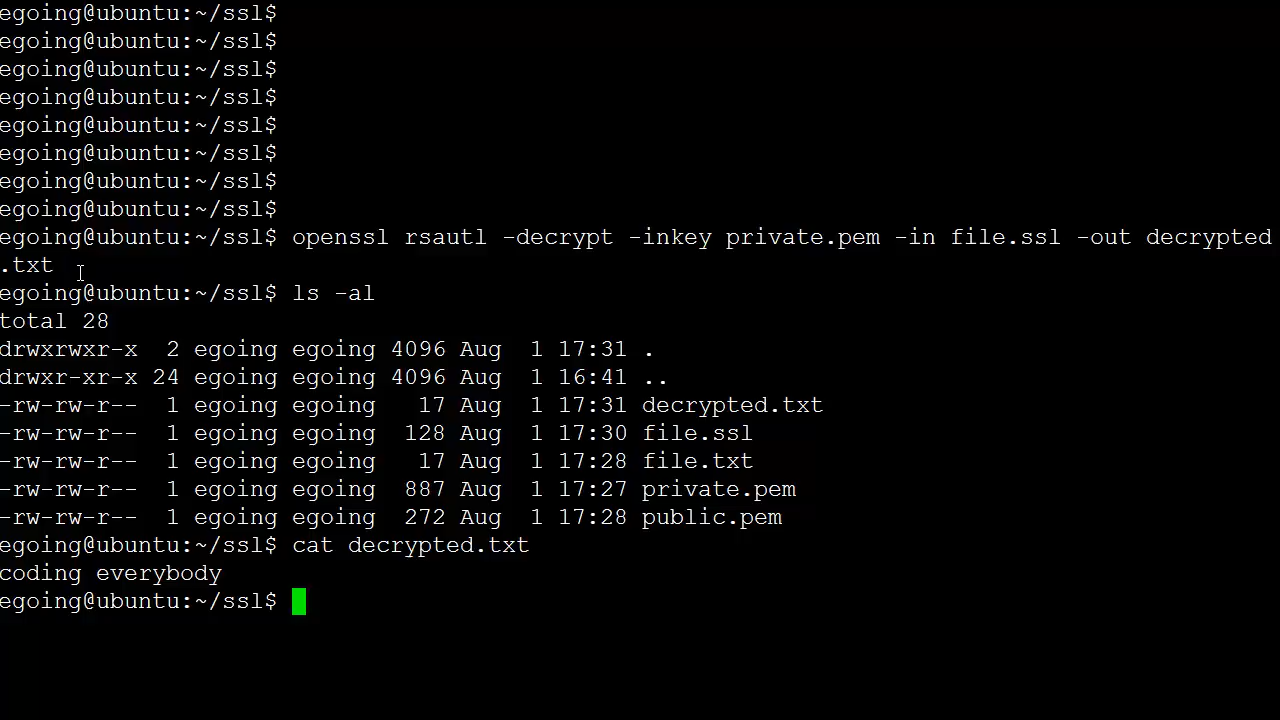 egoing@ubuntu:~/ssl$
egoing@ubuntu:~/ssl$
egoing@ubuntu:~/ssl$
egoing@ubuntu:~/ssl$
egoing@ubuntu:~/ssl$
egoing@ubuntu:~/ssl$
egoing@ubuntu:~/ssl$
egoing@ubuntu:~/ssl$
egoing@ubuntu:~/ssl$ openssl rsautl -decrypt -inkey private.pem -in file.ssl -out decrypted
.txt
egoing@ubuntu:~/ssl$ ls -al
total 28
drwxrwxr-x  2 egoing egoing 4096 Aug  1 17:31 .
drwxr-xr-x 24 egoing egoing 4096 Aug  1 16:41 ..
-rw-rw-r--  1 egoing egoing   17 Aug  1 17:31 decrypted.txt
-rw-rw-r--  1 egoing egoing  128 Aug  1 17:30 file.ssl
-rw-rw-r--  1 egoing egoing   17 Aug  1 17:28 file.txt
-rw-rw-r--  1 egoing egoing  887 Aug  1 17:27 private.pem
-rw-rw-r--  1 egoing egoing  272 Aug  1 17:28 public.pem
egoing@ubuntu:~/ssl$ cat decrypted.txt
coding everybody
egoing@ubuntu:~/ssl$